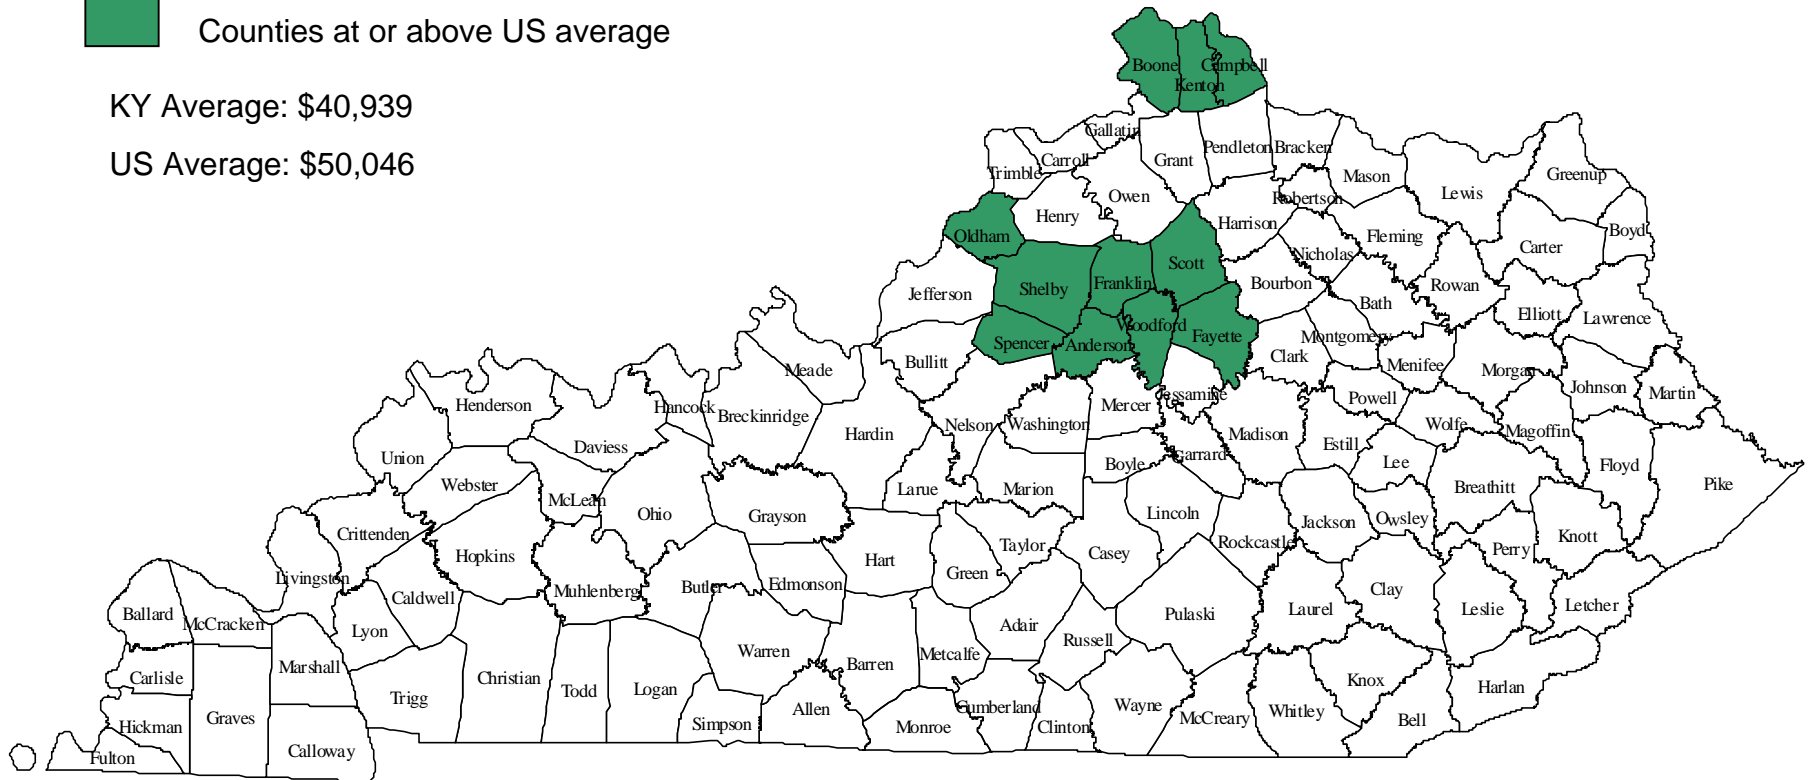 Counties at or above US average
KY Average: $40,939
US Average: $50,046
Boone
Campbell
Kenton
Gallatin
Carroll
Trimble
Grant
Pendleton
Bracken
Mason
Lewis
Greenup
Robertson
Owen
Henry
Harrison
Oldham
Fleming
Carter
Boyd
Nicholas
Scott
Shelby
Franklin
Jefferson
Bourbon
Rowan
Bath
Elliott
Lawrence
Woodford
Fayette
Spencer
Anderson
Montgomery
Clark
Menifee
Bullitt
Meade
Morgan
Johnson
Martin
Jessamine
Powell
Mercer
Henderson
Hancock
Breckinridge
Nelson
Washington
Wolfe
Magoffin
Hardin
Madison
Estill
Daviess
Union
Boyle
Garrard
Lee
Floyd
Webster
Larue
Marion
Breathitt
Pike
McLean
Ohio
Grayson
Lincoln
Jackson
Owsley
Crittenden
Taylor
Rockcastle
Knott
Perry
Hopkins
Hart
Casey
Green
Livingston
Edmonson
Butler
Muhlenberg
Caldwell
Clay
Ballard
McCracken
Lyon
Pulaski
Laurel
Leslie
Letcher
Adair
Russell
Warren
Metcalfe
Barren
Marshall
Carlisle
Christian
Todd
Logan
Trigg
Knox
Harlan
Graves
Hickman
Simpson
Allen
Monroe
Cumberland
Clinton
Wayne
McCreary
Whitley
Bell
Calloway
Fulton